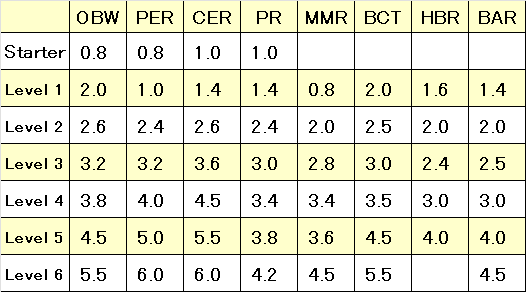 OBW PER CER PR MMR BCT HBR BAR
Starter 0.8 0.8 1.0 1.0
Level 1 2.0 1.0 1.4 1.4 0.8 2.0 1.6 1.4
Level 2 2.6 2.4 2.6 2.4 2.0 2.5 2.0 2.0
Level 3 3.2 3.2 3.6 3.0 2.8 3.0 2.4 2.5
Level 4 3.8 4.0 4.5 3.4 3.4 3.5 3.0 3.0
Level 5 4.5 5.0 5.5 3.8 3.6 4.5 4.0 4.0
Level 6 5.5 6.0 6.0 4.2 4.5 5.5 4.5